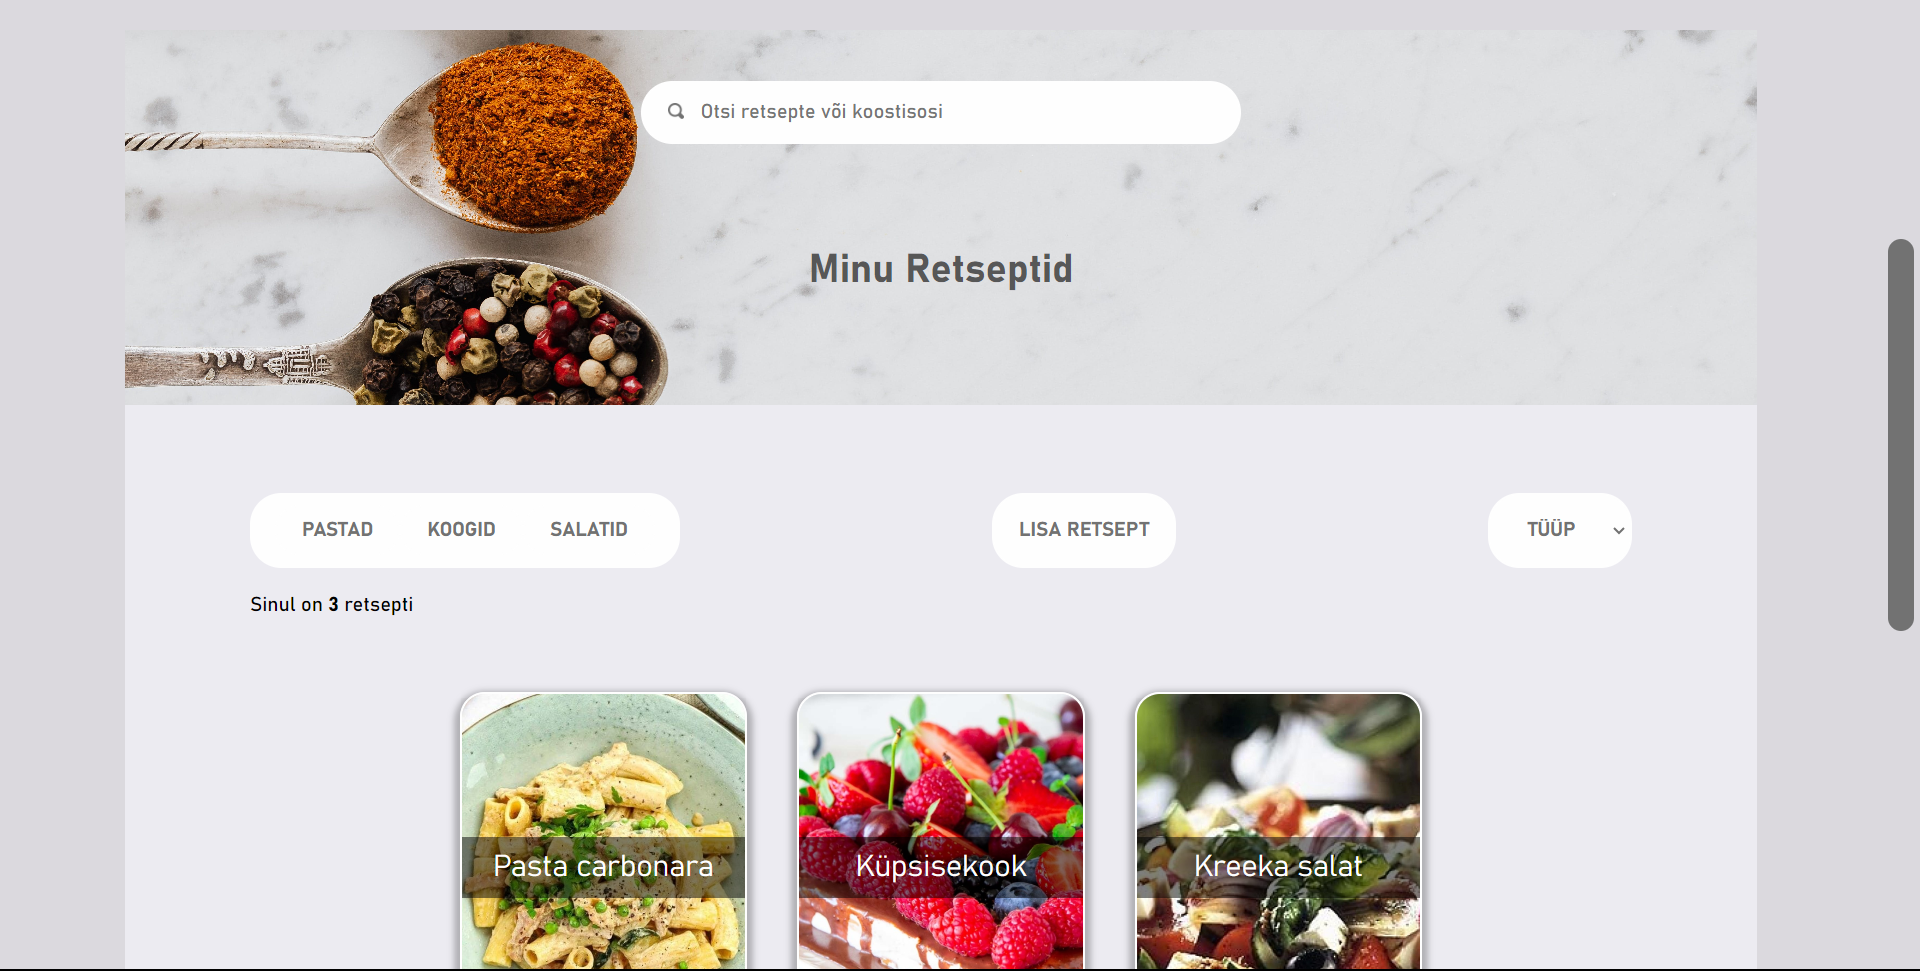 Otsi retsepte või koostisosi
Minu Retseptid
PASTAD KOOGID SALATID
LISA RETSEPT
TÜÜP
Sinul on 3 retsepti
Pasta carbonara
Küpsisekook
Kreeka salat